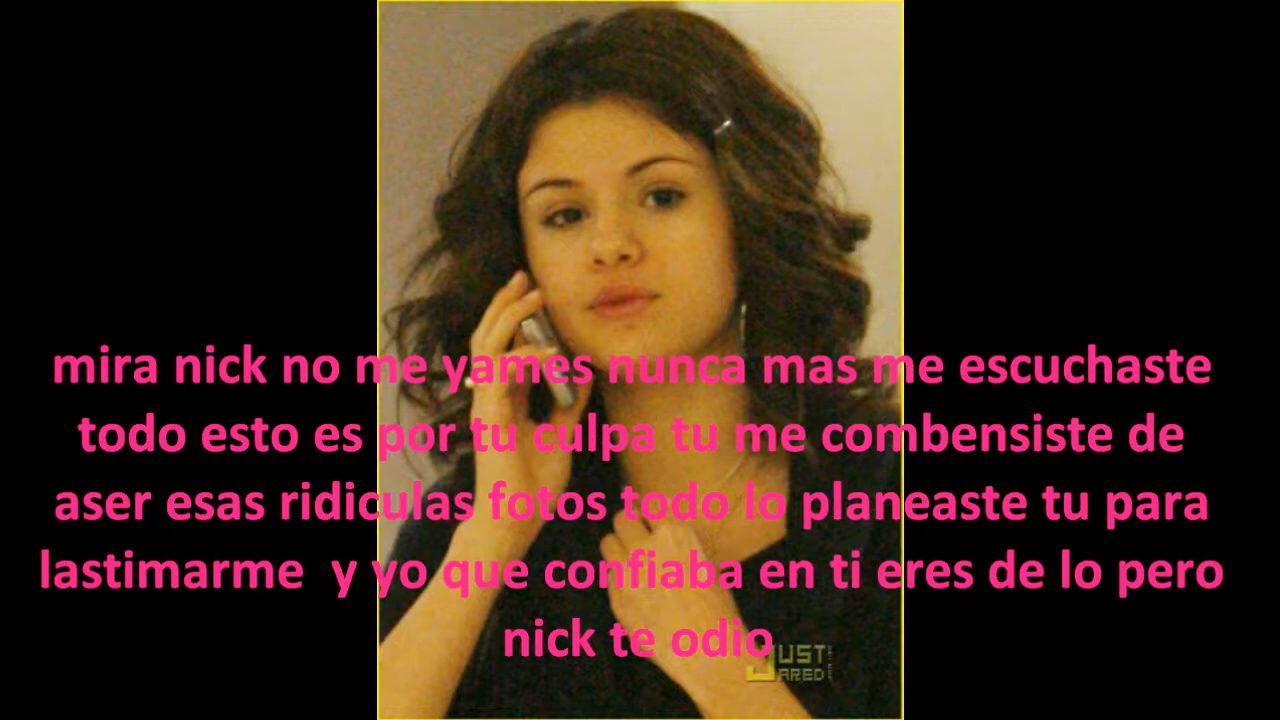 mira nick no me yames nunca mas me escuchaste
todo esto es por tu culpa tu me combensiste de
aser esas ridiculas fotos todo lo planeaste tu para
lastimarme y yo que confiaba en ti eres de lo pero
nick te odio
JUST
JARED